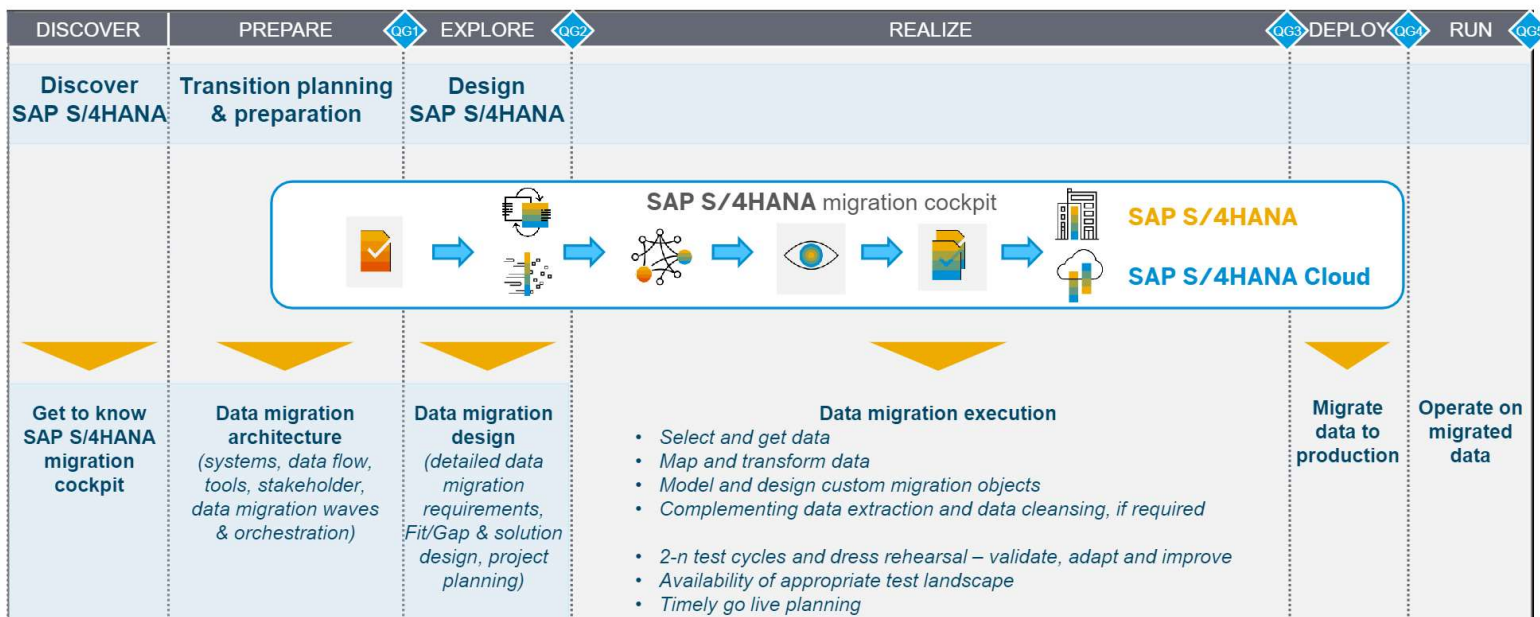 DISCOVER
PREPARE
QG1
EXPLORE
QG2
REALIZE
QG3
DEPLOY
QG4
RUN
QG5
Discover
SAP S/4HANA
Transition planning
& preparation
Design
SAP S/4HANA
SAP S/4HANA migration cockpit
SAP S/4HANA
SAP S/4HANA Cloud
Get to know
SAP S/4HANA
migration
cockpit
Data migration
architecture
(systems, data flow,
tools, stakeholder,
data migration waves
& orchestration)
Data migration
design
(detailed data
migration
requirements,
Fit/Gap & solution
design, project
planning)
Data migration execution
• Select and get data
• Map and transform data
• Model and design custom migration objects
• Complementing data extraction and data cleansing, if required
• 2-n test cycles and dress rehearsal – validate, adapt and improve
• Availability of appropriate test landscape
• Timely go live planning
Migrate
data to
production
Operate on
migrated
data